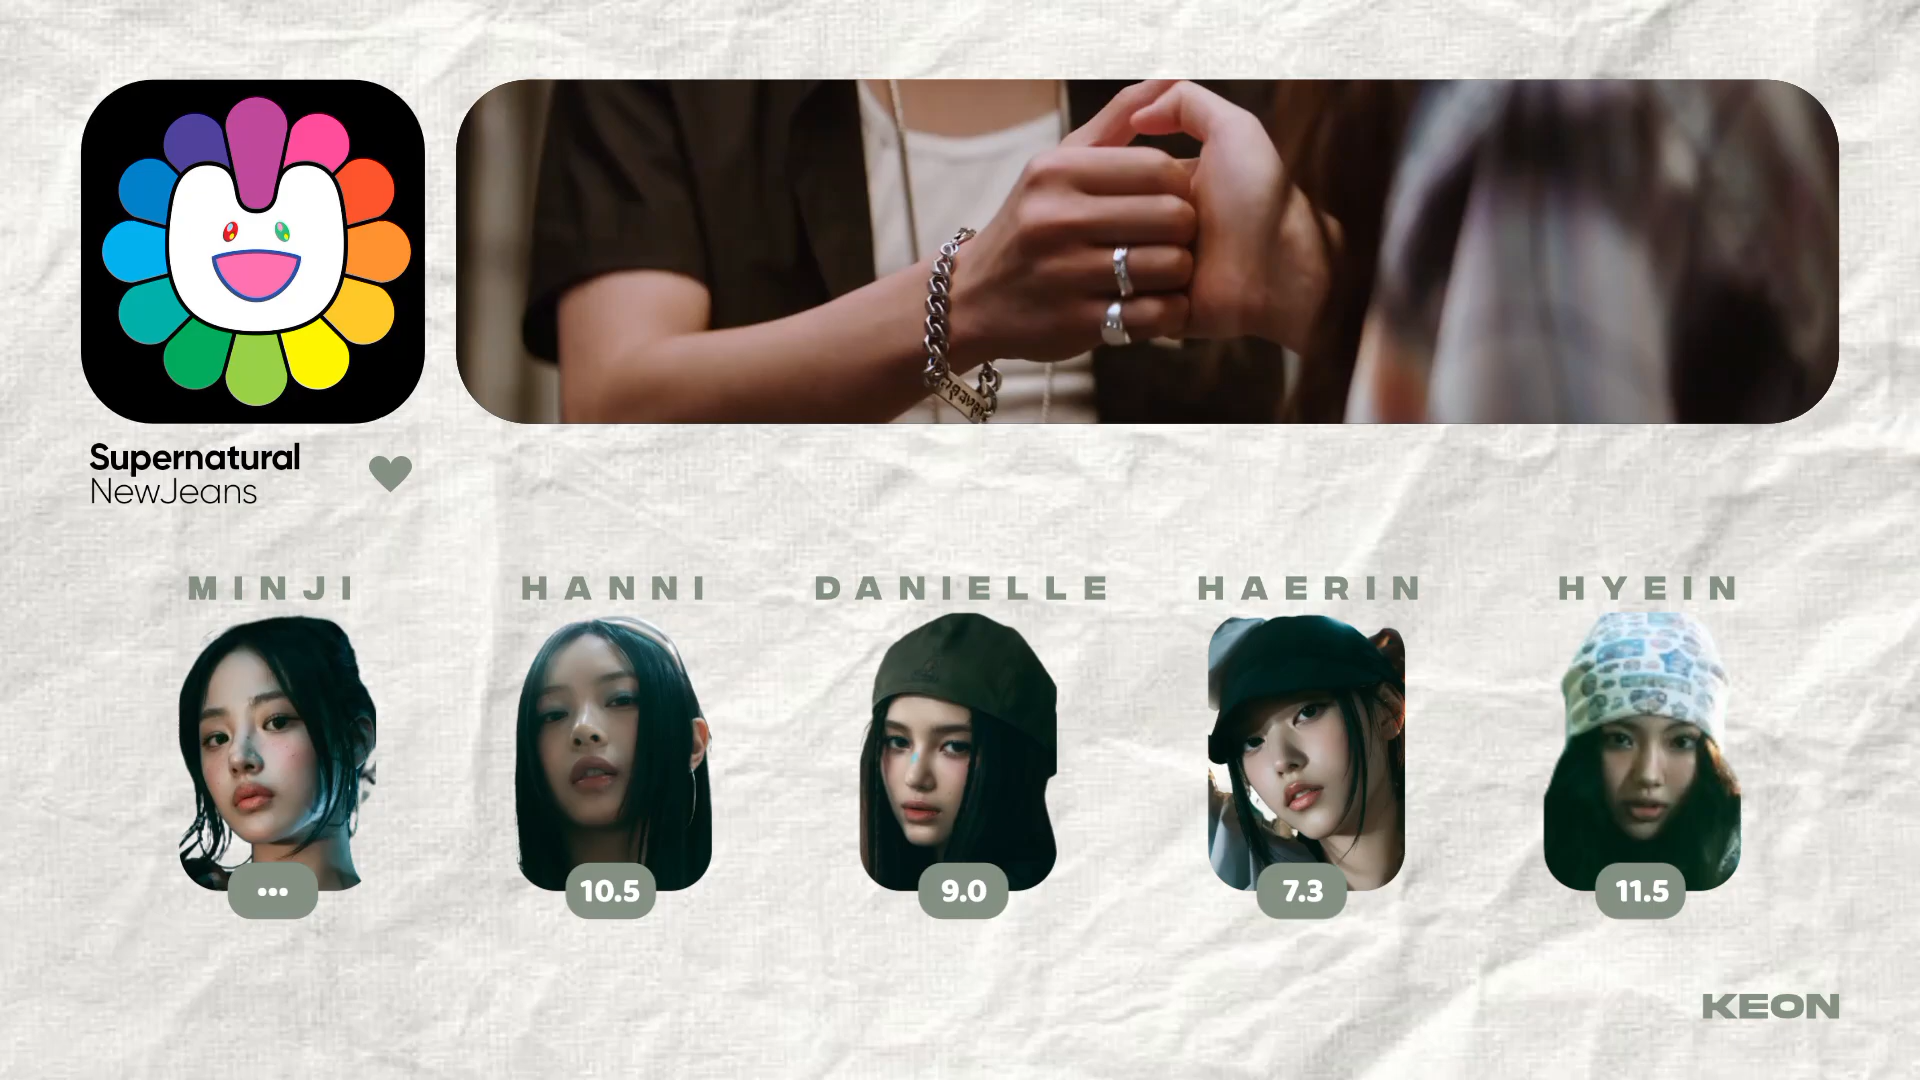 Supernatural
NewJeans
MINJI
HANNI
DANIELLE
HAERIN
HYEIN
...
10.5
9.0
7.3
11.5
KEON